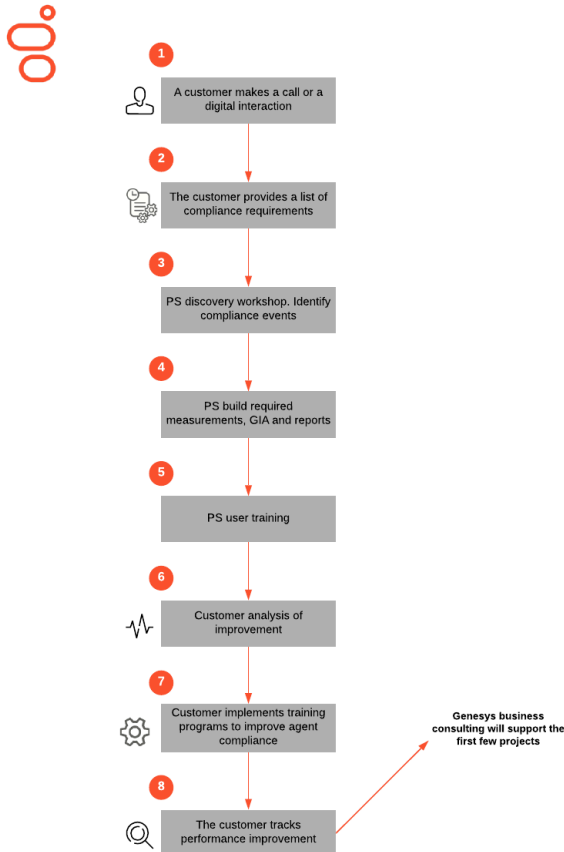 1
A customer makes a call or a
digital interaction
2
The customer provides a list of
compliance requirements
3
PS discovery workshop. Identify
compliance events
4
PS build required
measurements, GIA and reports
5
PS user training
6
Customer analysis of
improvement
7
Customer implements training
programs to improve agent
compliance
8
The customer tracks
performance improvement
Genesys business
consulting will support the
first few projects